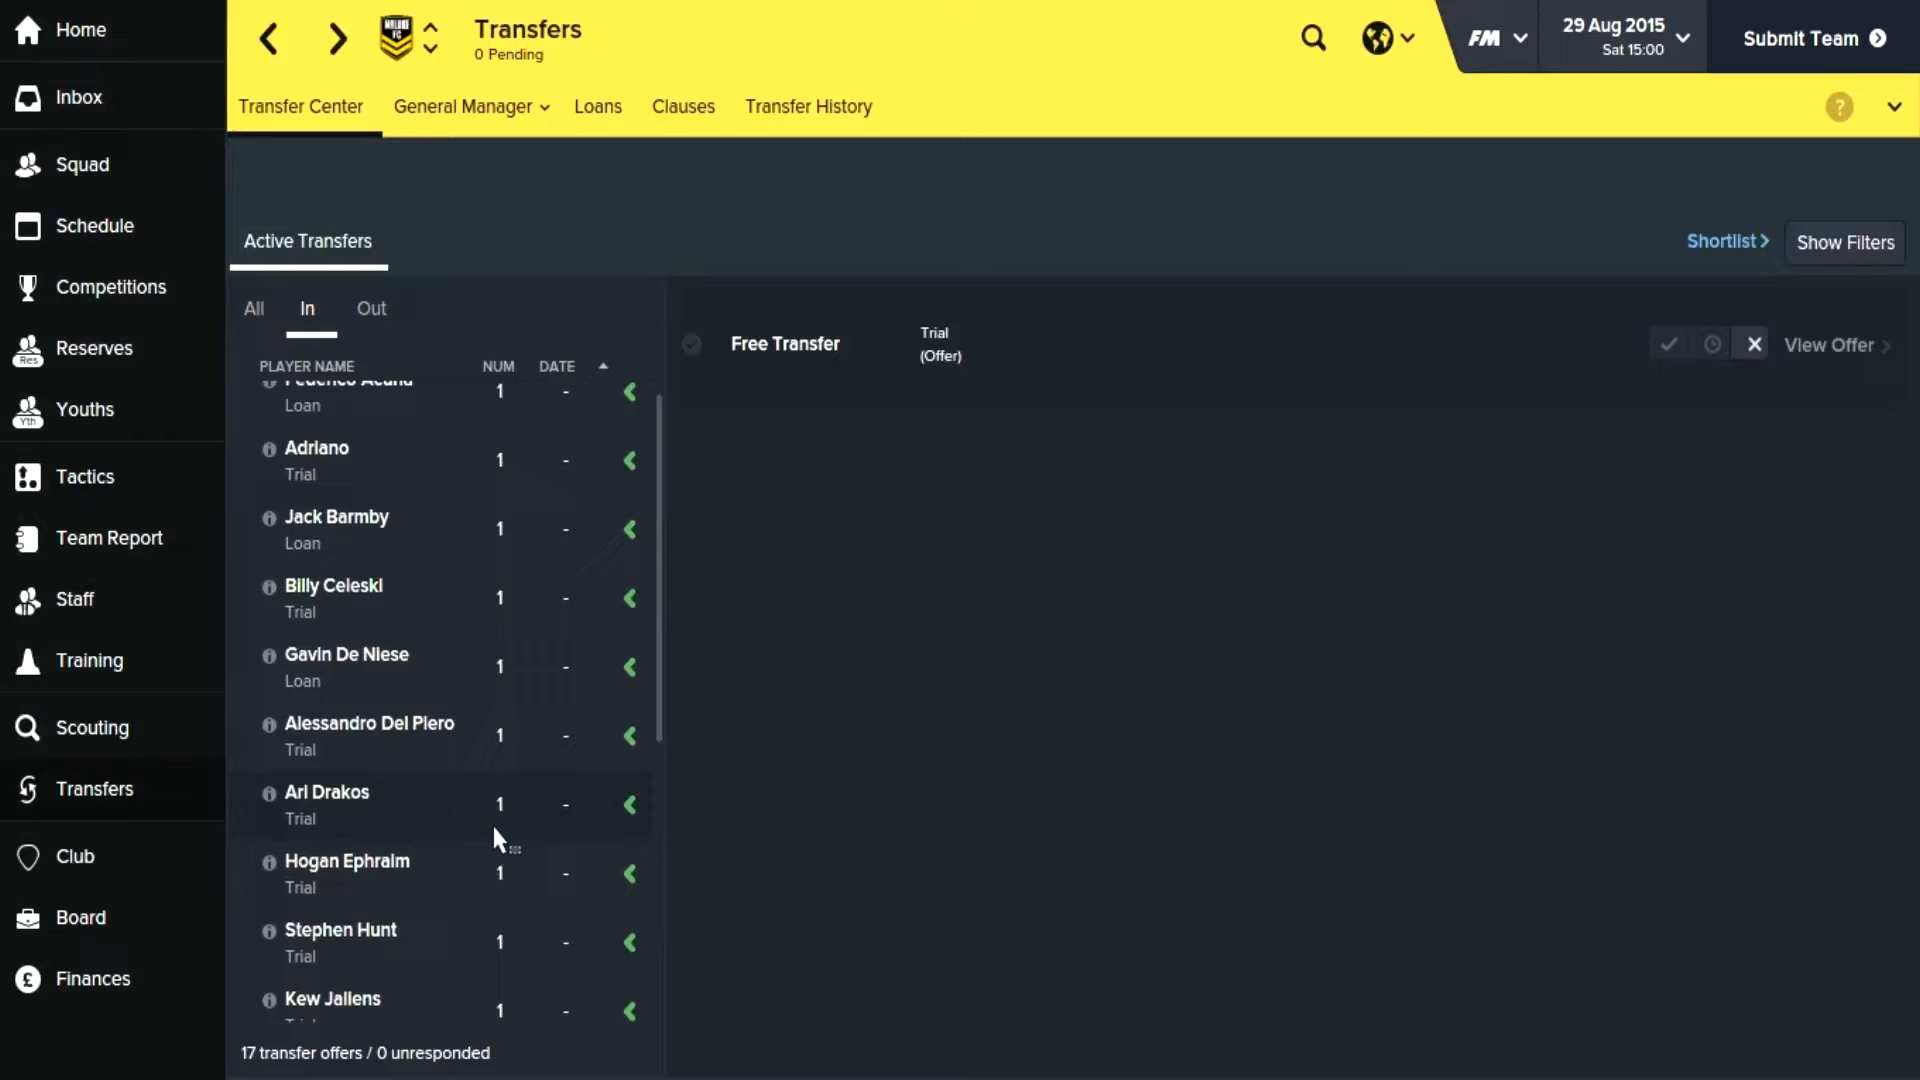 Home
Inbox
Squad
Schedule
Competitions
Res
Reserves
Yth
Youths
Tactics
Team Report
Staff
Training
Scouting
Transfers
Club
Board
£
Finances
FC
Transfers
0 Pending
FM
29 Aug 2015
Sat 15:00
Submit Team
Transfer Center
General Manager
Loans
Clauses
Transfer History
?
Active Transfers
Shortlist
Show Filters
All
In
Out
PLAYER NAME NUM DATE
1 -
Loan
Adriano 1 -
Trial
Jack Barmby 1 -
Loan
Billy Celeski 1 -
Trial
Gavin De Niese 1 -
Loan
Alessandro Del Piero 1 -
Trial
Ari Drakos 1 -
Trial
Hogan Ephraim 1 -
Trial
Stephen Hunt 1 -
Trial
Kew Jaliens 1 -
17 transfer offers / 0 unresponded
Free Transfer
Trial
(Offer)
View Offer